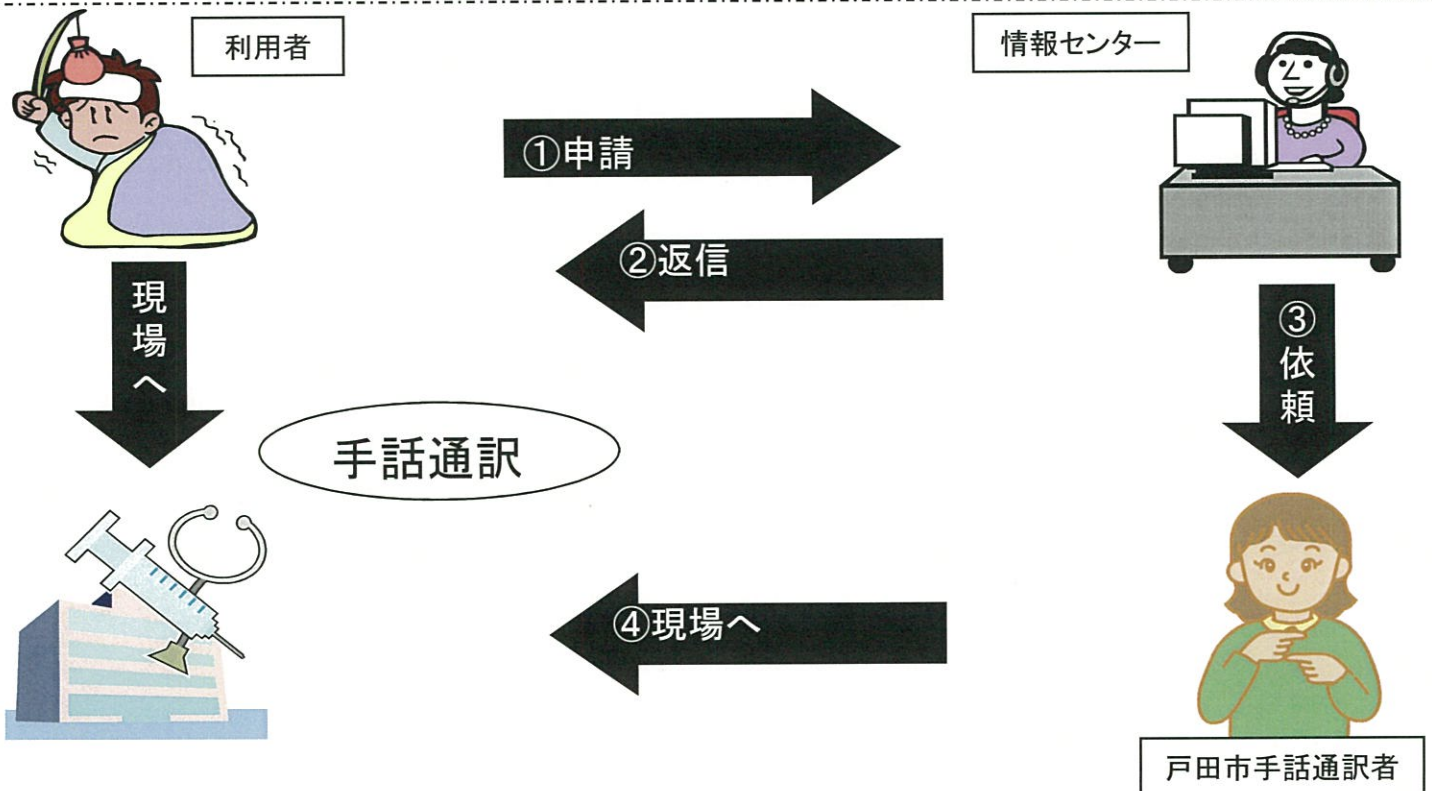 利用者
情報センター
①申請
②返信
現場へ
③依頼
手話通訳
④現場へ
戸田市手話通訳者